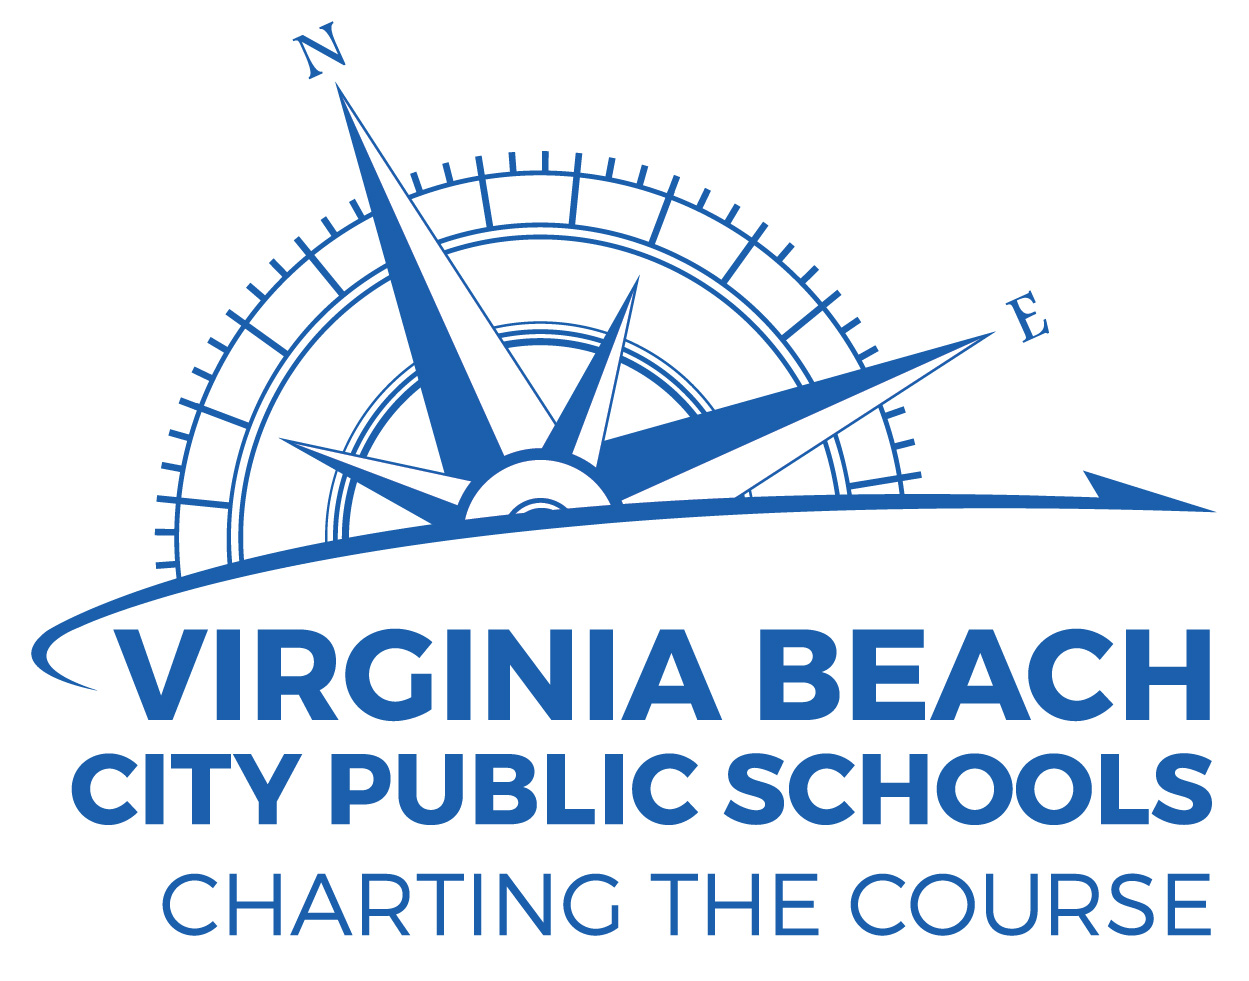 N
E
VIRGINIA BEACH
CITY PUBLIC SCHOOLS
CHARTING THE COURSE